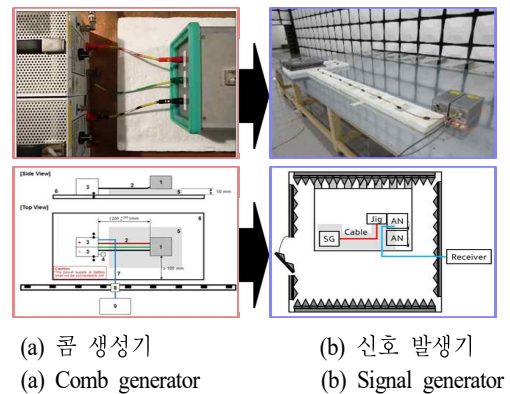 [Side View]
6
3
2
1
5
50 mm
[Top View]
6
5
+ 3
- 3
2
1
4
7
8
9
Jig
AN
SG
Cable
AN
Receiver
(a) 콤 생성기
(b) 신호 발생기
(a) Comb generator
(b) Signal generator